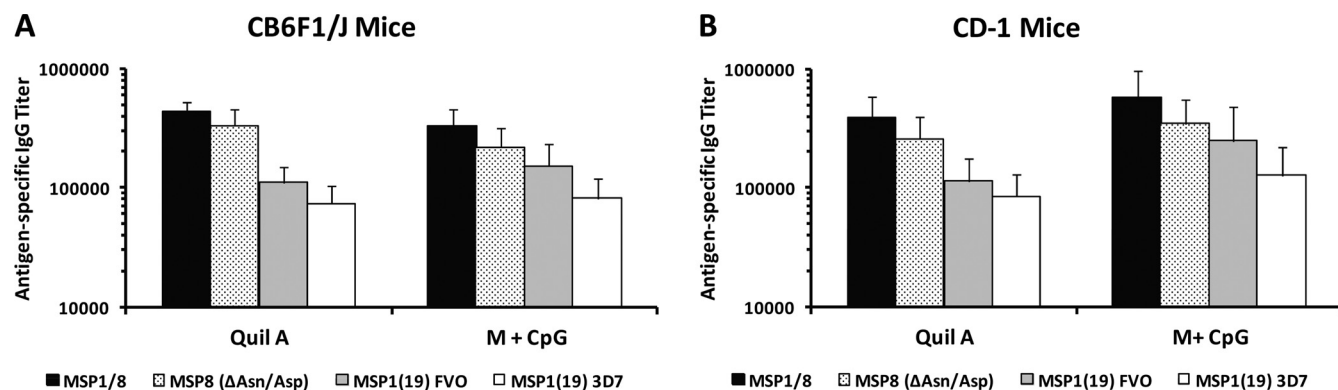 A
CB6F1/J Mice
Antigen-specific IgG Titer
1000000
100000
10000
Quil A
M + CpG
MSP1/8
MSP8 (ΔAsn/Asp)
MSP1(19) FVO
MSP1(19) 3D7
B
CD-1 Mice
Antigen-specific IgG Titer
1000000
100000
10000
Quil A
M+ CpG
MSP1/8
MSP8 (ΔAsn/Asp)
MSP1(19) FVO
MSP1(19) 3D7